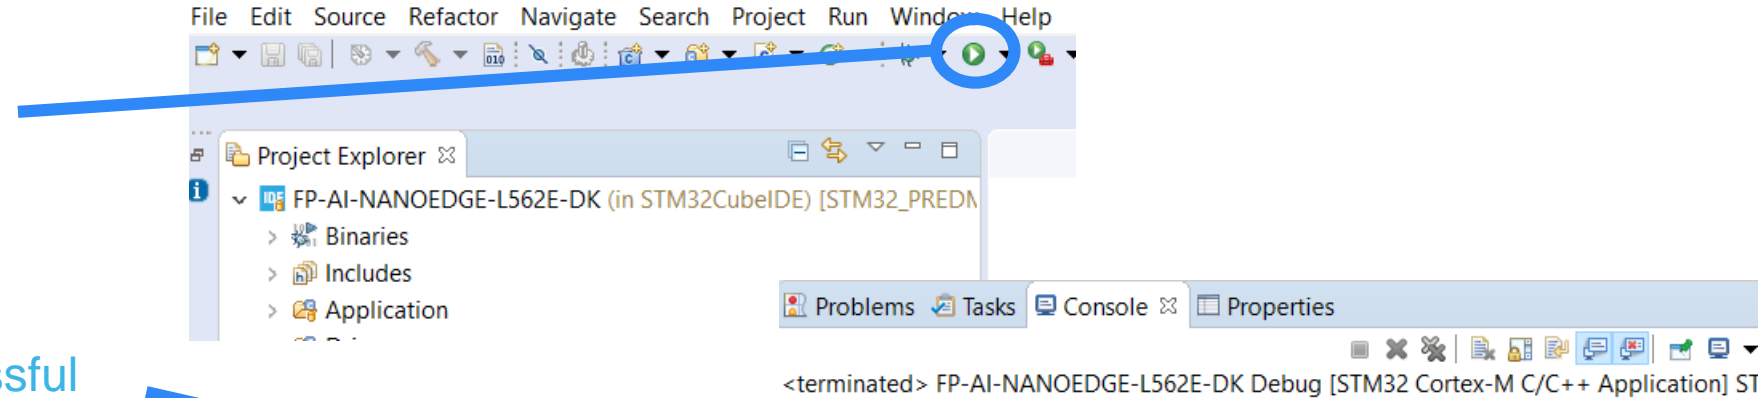 File Edit Source Refactor Navigate Search Project Run Window Help
Project Explorer
FP-AI-NANOEDGE-L562E-DK (in STM32CubeIDE) [STM32_PREDM
Binaries
Includes
Application
Problems Tasks Console Properties
<terminated> FP-AI-NANOEDGE-L562E-DK Debug [STM32 Cortex-M C/C++ Application] ST
ssful